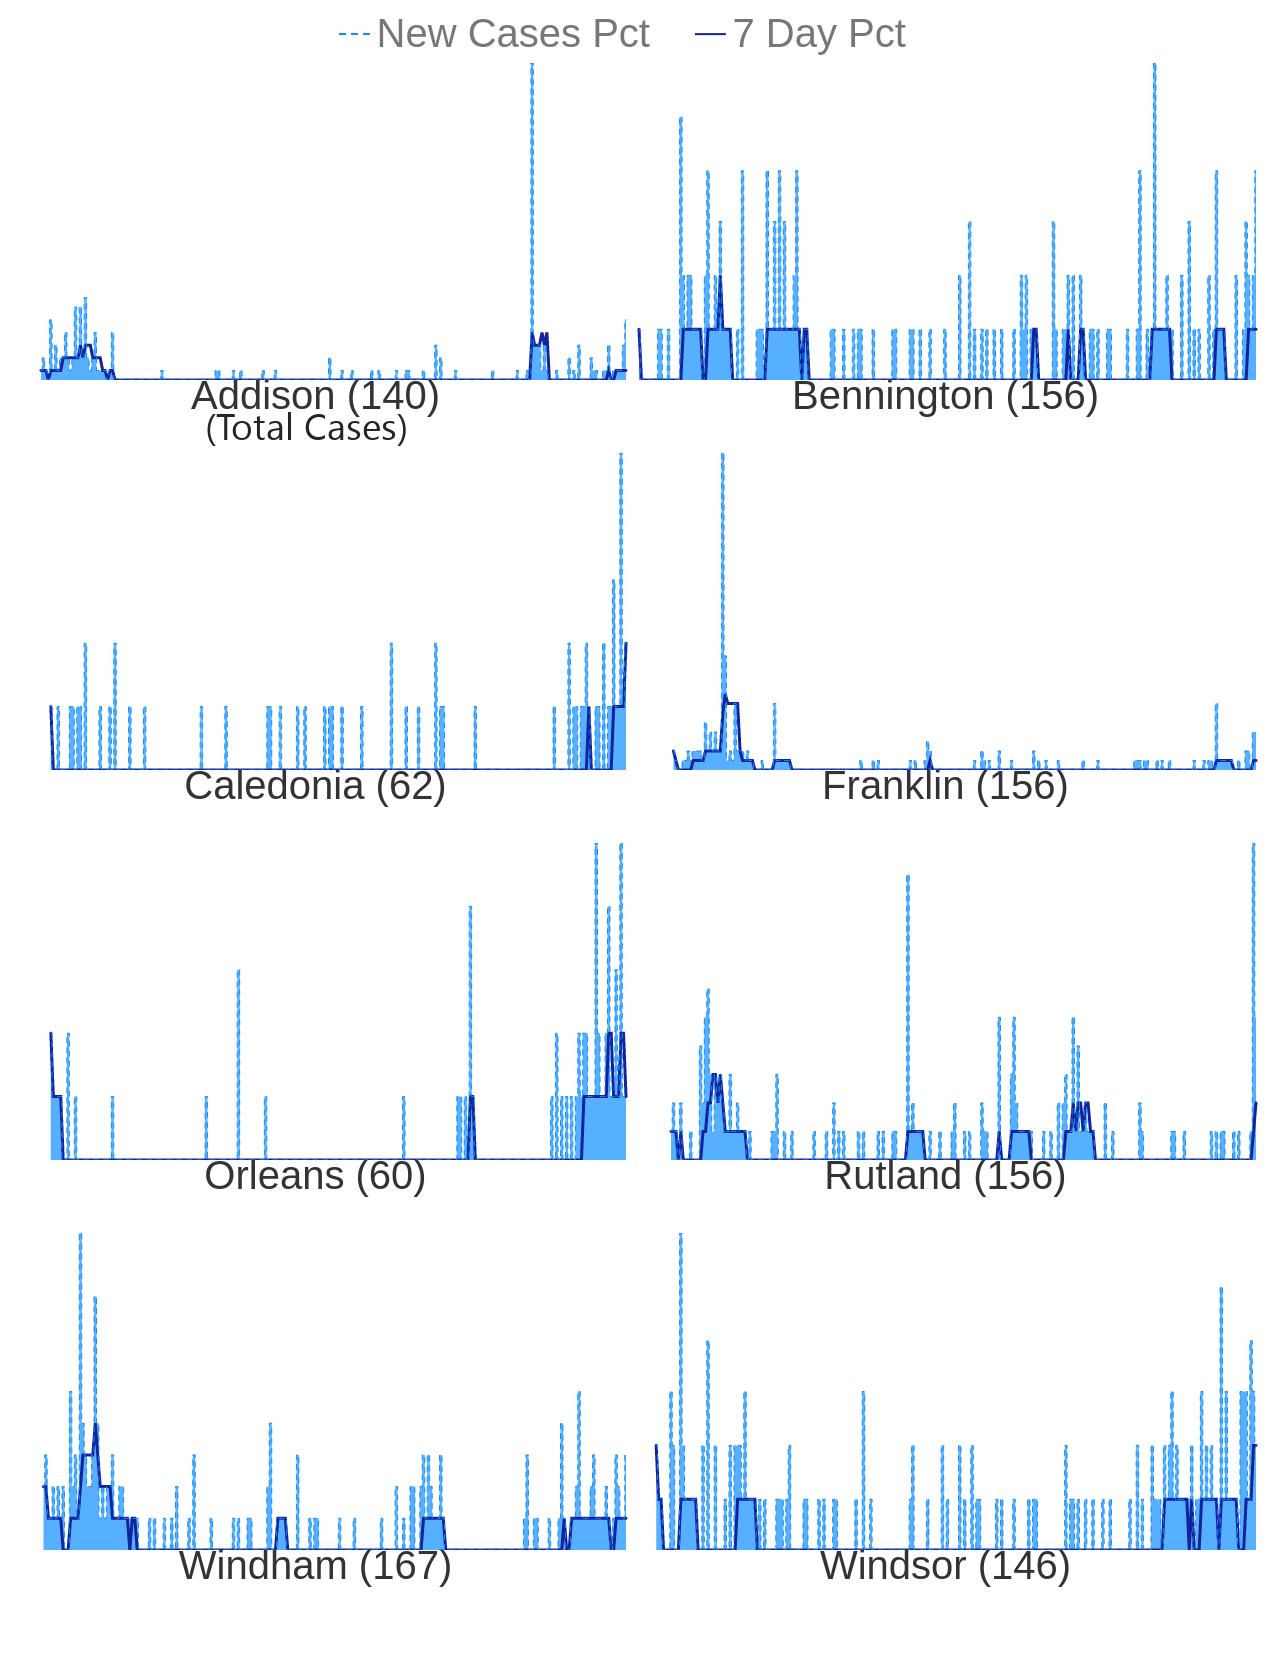 New Cases Pct 7 Day Pct
Addison (140) Bennington (156)
(Total Cases)
Caledonia (62) Franklin (156)
Orleans (60) Rutland (156)
Windham (167) Windsor (146)